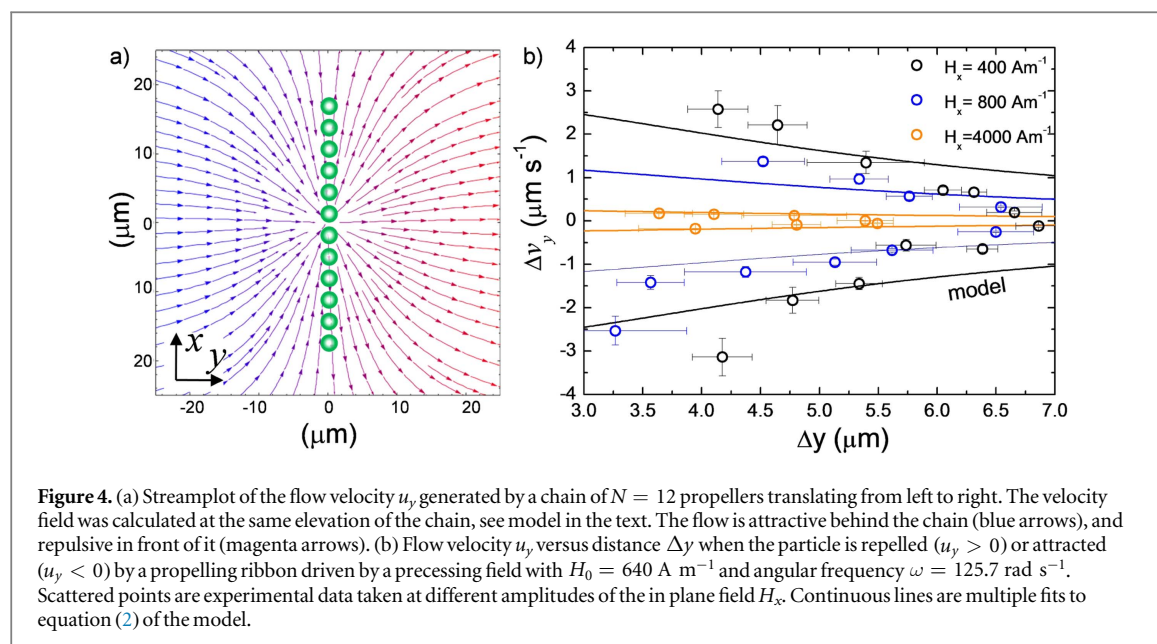 a)
20
10
0
10
20
(μm)
x
y
-20
-10
0
10
20
(μm)
b)
4
3
2
1
0
-1
-2
-3
-4
Δv_y (μm s⁻¹)
H_x= 400 Am⁻¹
H_x= 800 Am⁻¹
H_x=4000 Am⁻¹
model
3.0 3.5 4.0 4.5 5.0 5.5 6.0 6.5 7.0
Δy (μm)
Figure 4. (a) Streamplot of the flow velocity u_y generated by a chain of N = 12 propellers translating from left to right. The velocity
field was calculated at the same elevation of the chain, see model in the text. The flow is attractive behind the chain (blue arrows), and
repulsive in front of it (magenta arrows). (b) Flow velocity u_y versus distance Δy when the particle is repelled (u_y > 0) or attracted
(u_y < 0) by a propelling ribbon driven by a precessing field with H₀ = 640 A m⁻¹ and angular frequency ω = 125.7 rad s⁻¹.
Scattered points are experimental data taken at different amplitudes of the in plane field H_x. Continuous lines are multiple fits to
equation (2) of the model.